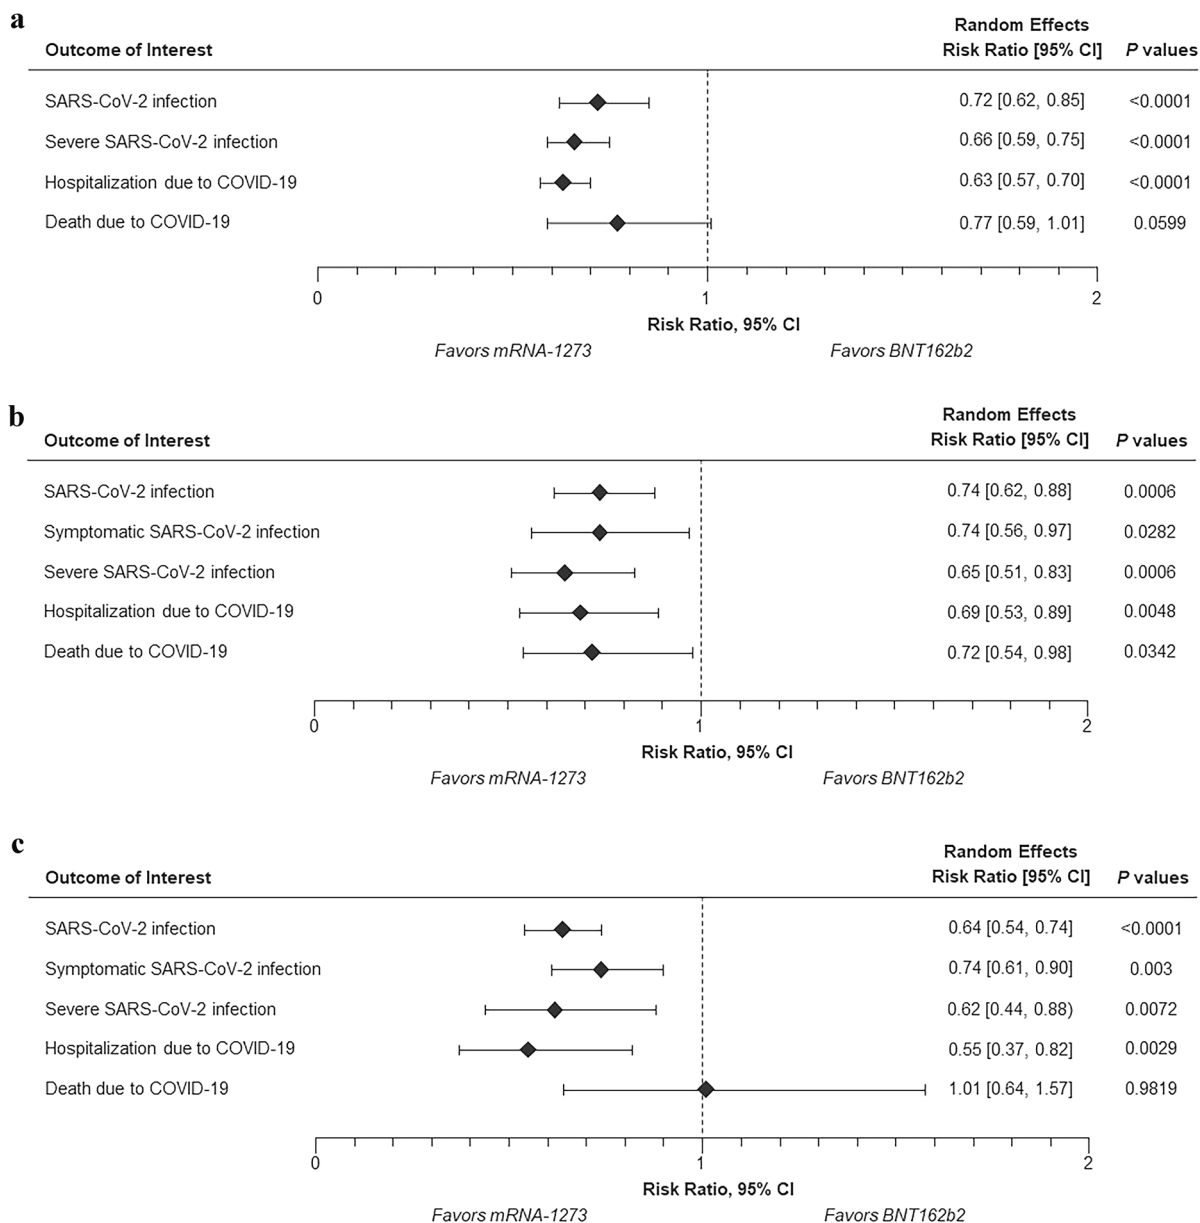 a
Random Effects
Outcome of Interest Risk Ratio [95% CI] P values
SARS-CoV-2 infection 0.72 [0.62, 0.85] <0.0001
Severe SARS-CoV-2 infection 0.66 [0.59, 0.75] <0.0001
Hospitalization due to COVID-19 0.63 [0.57, 0.70] <0.0001
Death due to COVID-19 0.77 [0.59, 1.01] 0.0599
0 1 2
Risk Ratio, 95% CI
Favors mRNA-1273 Favors BNT162b2
b
Random Effects
Outcome of Interest Risk Ratio [95% CI] P values
SARS-CoV-2 infection 0.74 [0.62, 0.88] 0.0006
Symptomatic SARS-CoV-2 infection 0.74 [0.56, 0.97] 0.0282
Severe SARS-CoV-2 infection 0.65 [0.51, 0.83] 0.0006
Hospitalization due to COVID-19 0.69 [0.53, 0.89] 0.0048
Death due to COVID-19 0.72 [0.54, 0.98] 0.0342
0 1 2
Risk Ratio, 95% CI
Favors mRNA-1273 Favors BNT162b2
c
Random Effects
Outcome of Interest Risk Ratio [95% CI] P values
SARS-CoV-2 infection 0.64 [0.54, 0.74] <0.0001
Symptomatic SARS-CoV-2 infection 0.74 [0.61, 0.90] 0.003
Severe SARS-CoV-2 infection 0.62 [0.44, 0.88) 0.0072
Hospitalization due to COVID-19 0.55 [0.37, 0.82] 0.0029
Death due to COVID-19 1.01 [0.64, 1.57] 0.9819
0 1 2
Risk Ratio, 95% CI
Favors mRNA-1273 Favors BNT162b2